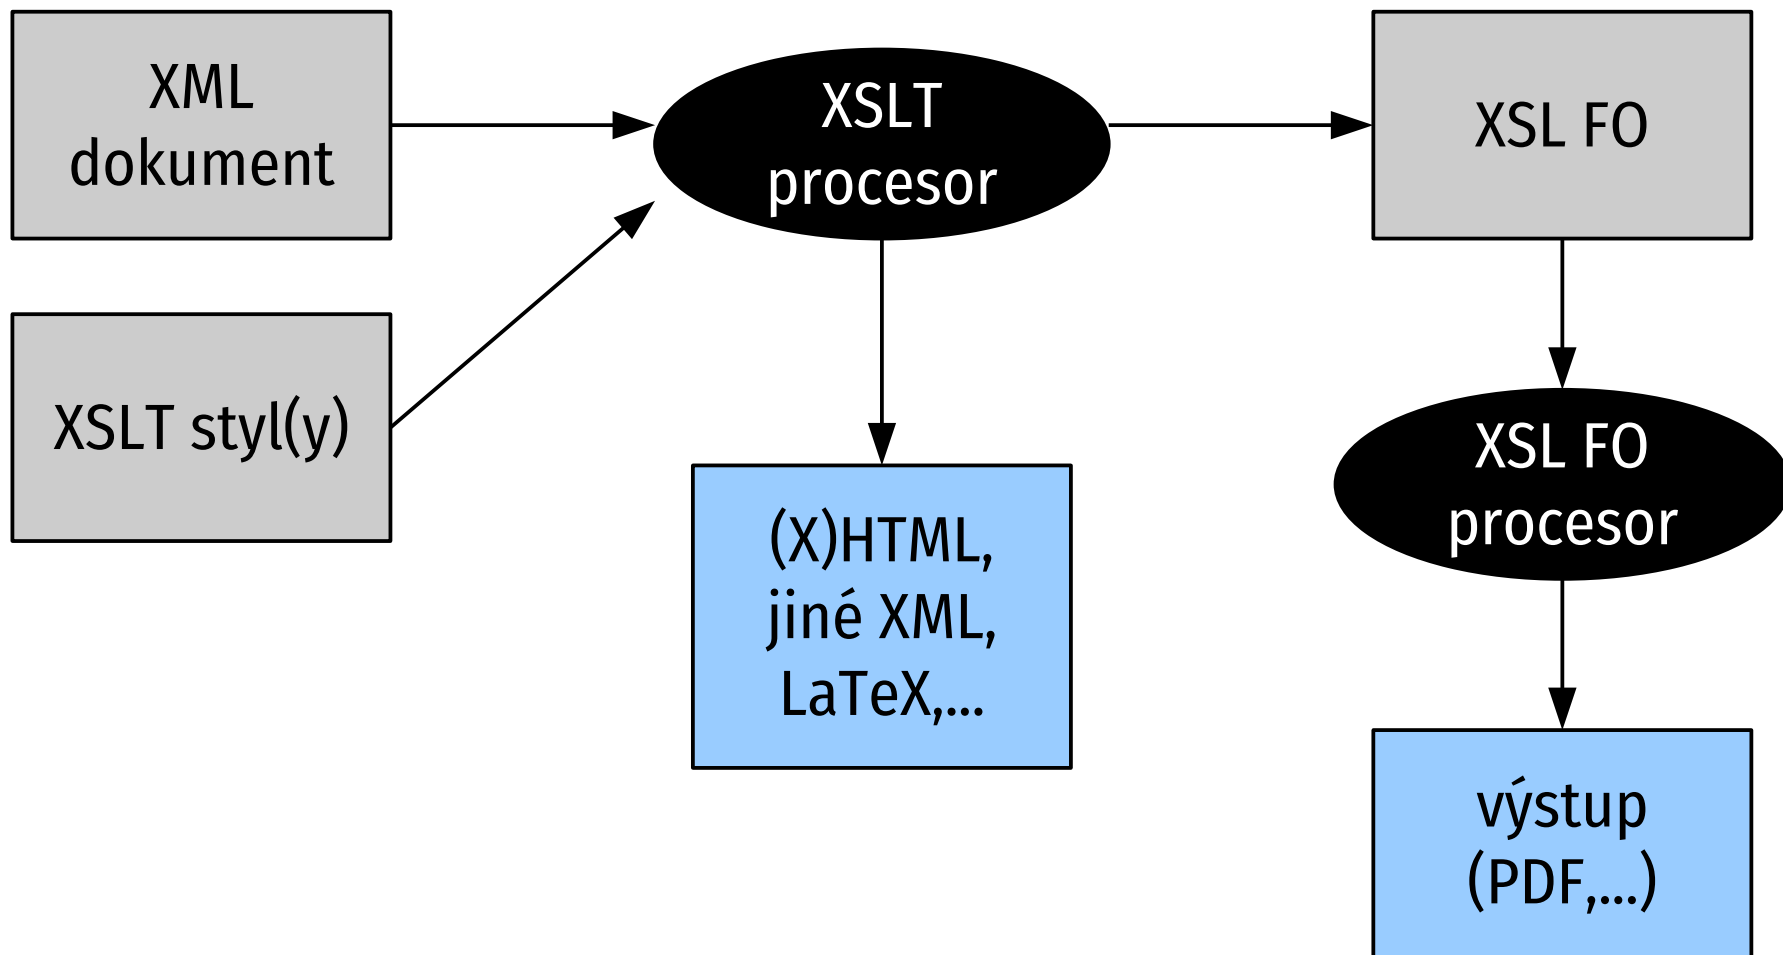 XML
dokument
XSLT
procesor
XSL FO
XSLT styl(y)
XSL FO
procesor
(X)HTML,
jiné XML,
LaTeX,...
výstup
(PDF,...)